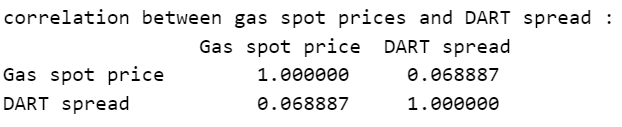 correlation between gas spot prices and DART spread :
Gas spot price DART spread
Gas spot price 1.000000 0.068887
DART spread 0.068887 1.000000